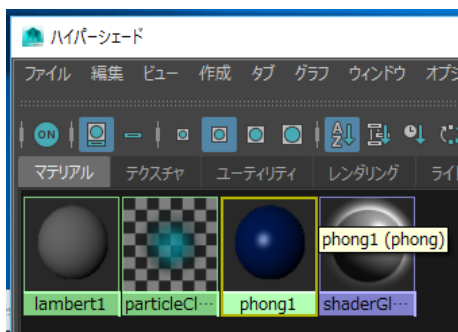 ハイパーシェード
ファイル 編集 ビュー 作成 タブ グラフ ウィンドウ オプシ
ON
マテリアル テクスチャ ユーティリティ レンダリング ライ
phong1 (phong)
lambert1 particleCl… phong1 shaderGl…